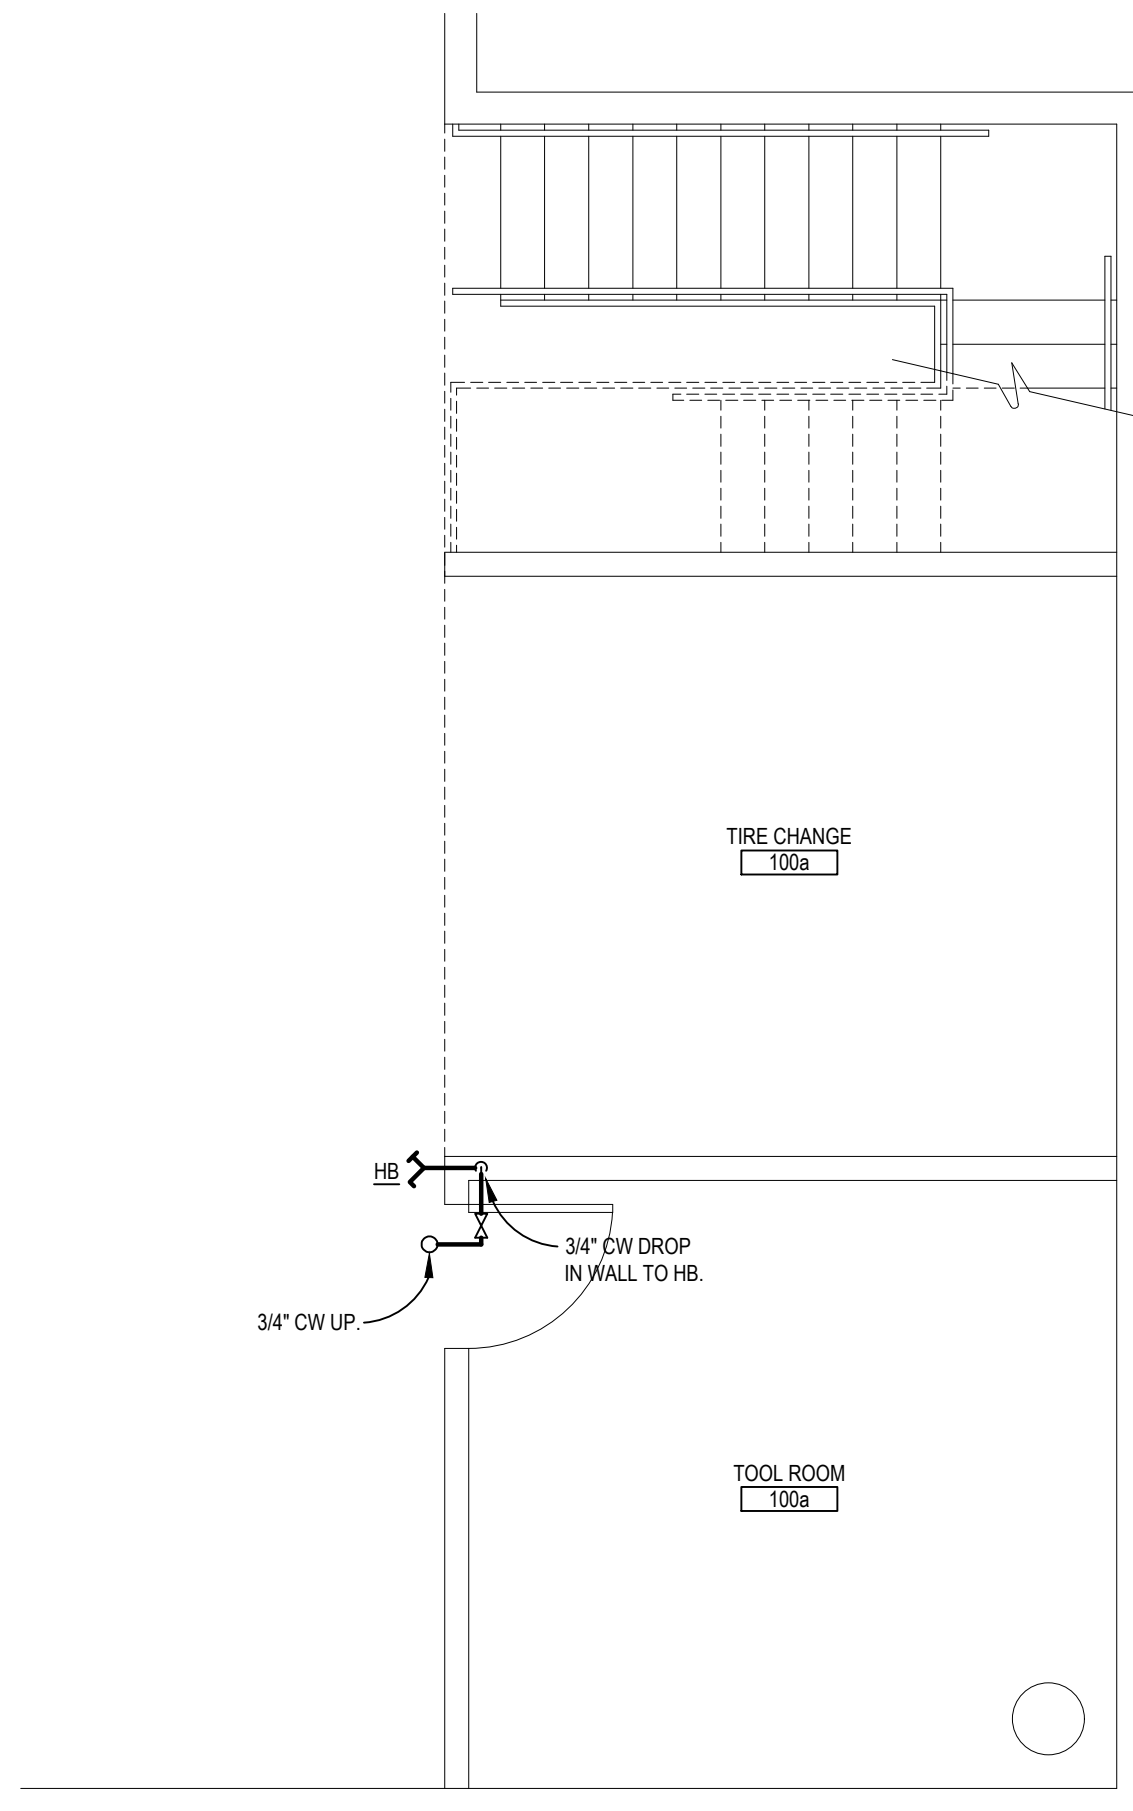 TIRE CHANGE
100a
HB
3/4" CW DROP
IN WALL TO HB.
3/4" CW UP.
TOOL ROOM
100a